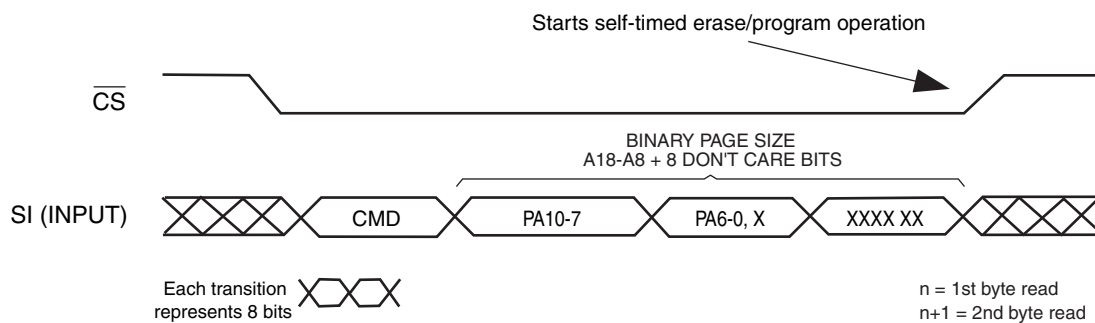 Starts self-timed erase/program operation
CS
BINARY PAGE SIZE
A18-A8 + 8 DON'T CARE BITS
SI (INPUT)
CMD
PA10-7
PA6-0, X
XXXX XX
Each transition
represents 8 bits
n = 1st byte read
n+1 = 2nd byte read